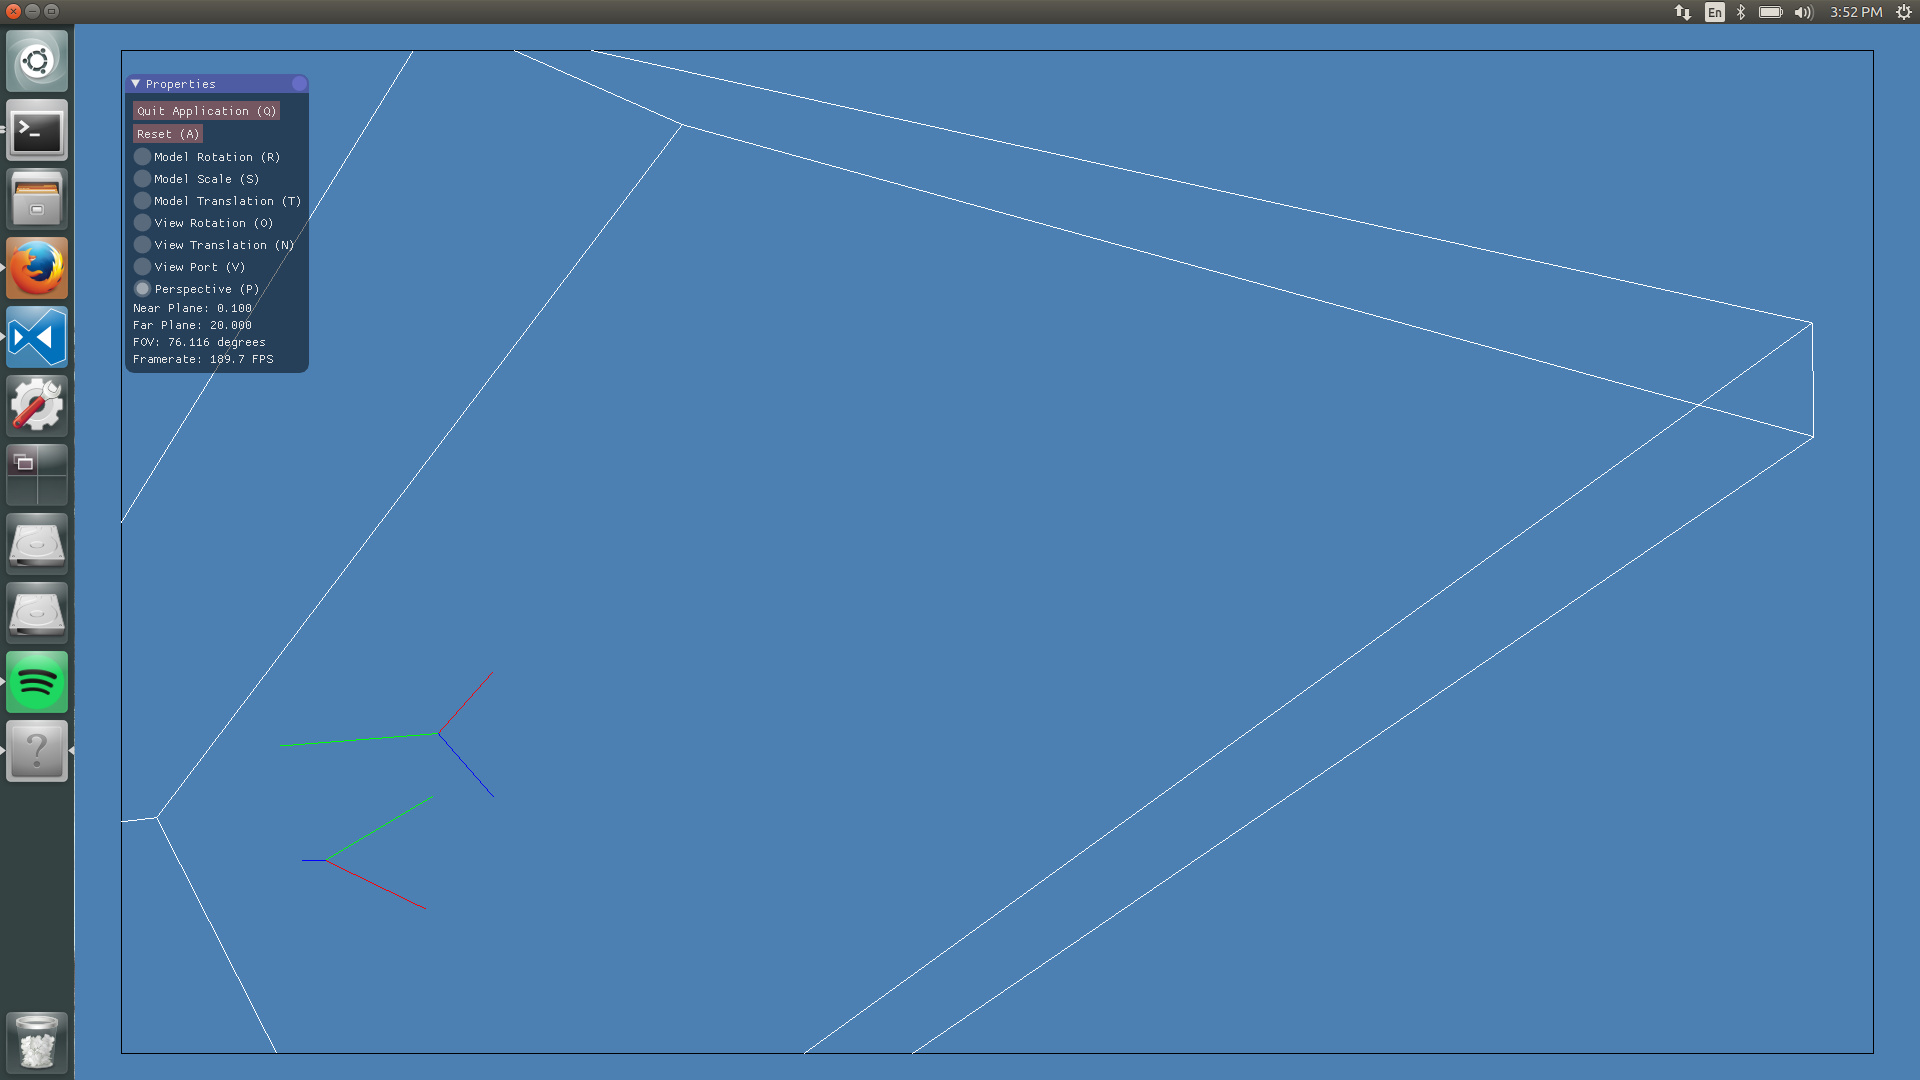 En
3:52 PM
Properties
Quit Application (Q)
Reset (A)
Model Rotation (R)
Model Scale (S)
Model Translation (T)
View Rotation (O)
View Translation (N)
View Port (V)
Perspective (P)
Near Plane: 0.100
Far Plane: 20.000
FOV: 76.116 degrees
Framerate: 189.7 FPS
>_
?